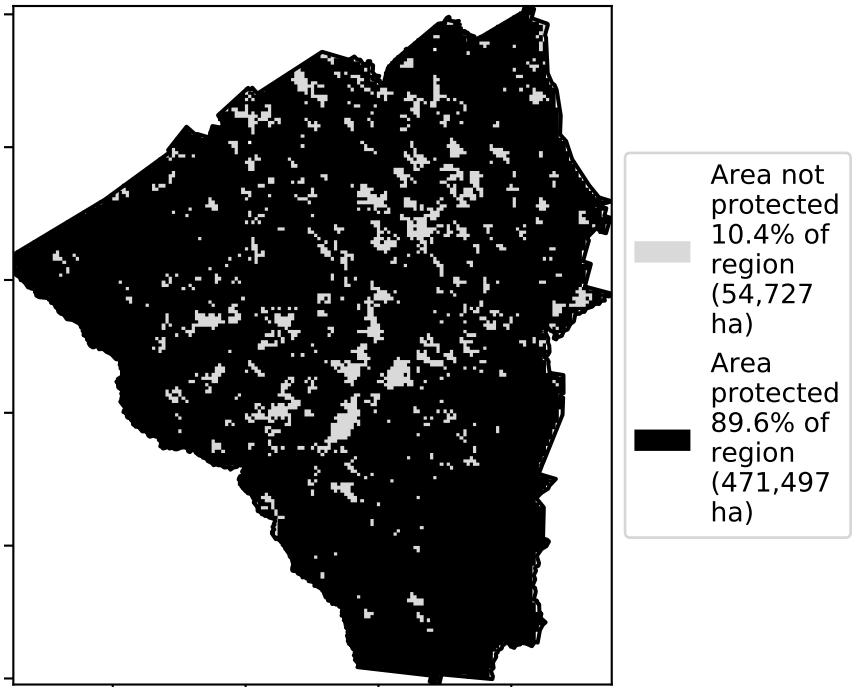 Area not
protected
10.4% of
region
(54,727
ha)
Area
protected
89.6% of
region
(471,497
ha)